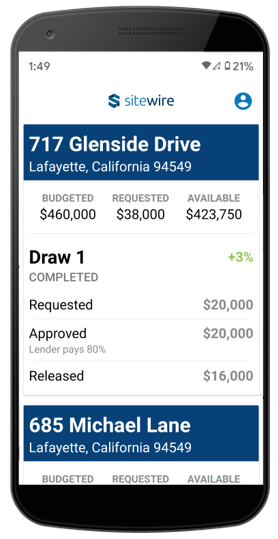 1:49 21%
sitewire
717 Glenside Drive
Lafayette, California 94549
BUDGETED REQUESTED AVAILABLE
$460,000 $38,000 $423,750
Draw 1 +3%
COMPLETED
Requested $20,000
Approved $20,000
Lender pays 80%
Released $16,000
685 Michael Lane
Lafayette, California 94549
BUDGETED REQUESTED AVAILABLE